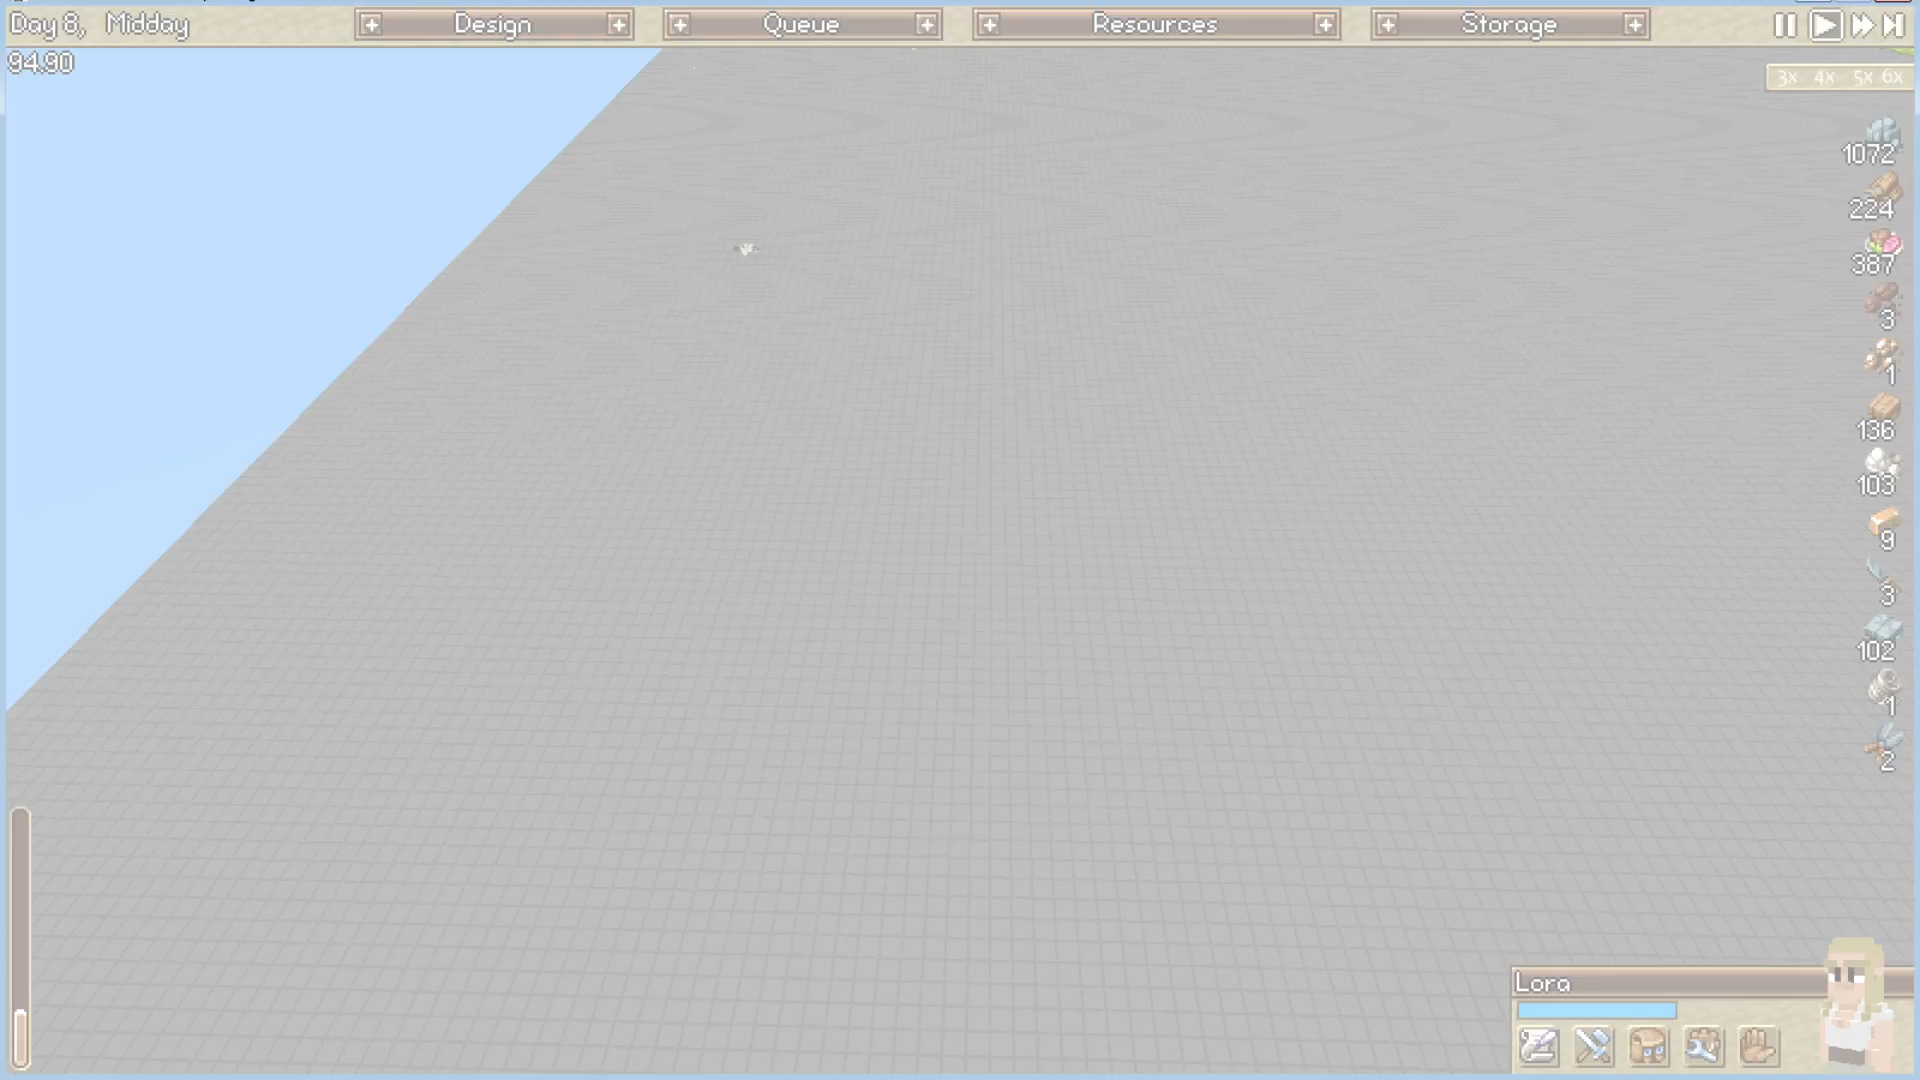 Day 8, Midday
Design
Queue
Resources
Storage
94.90
3x 4x 5x 6x
1072
224
387
3
1
136
103
9
3
102
1
2
Lora